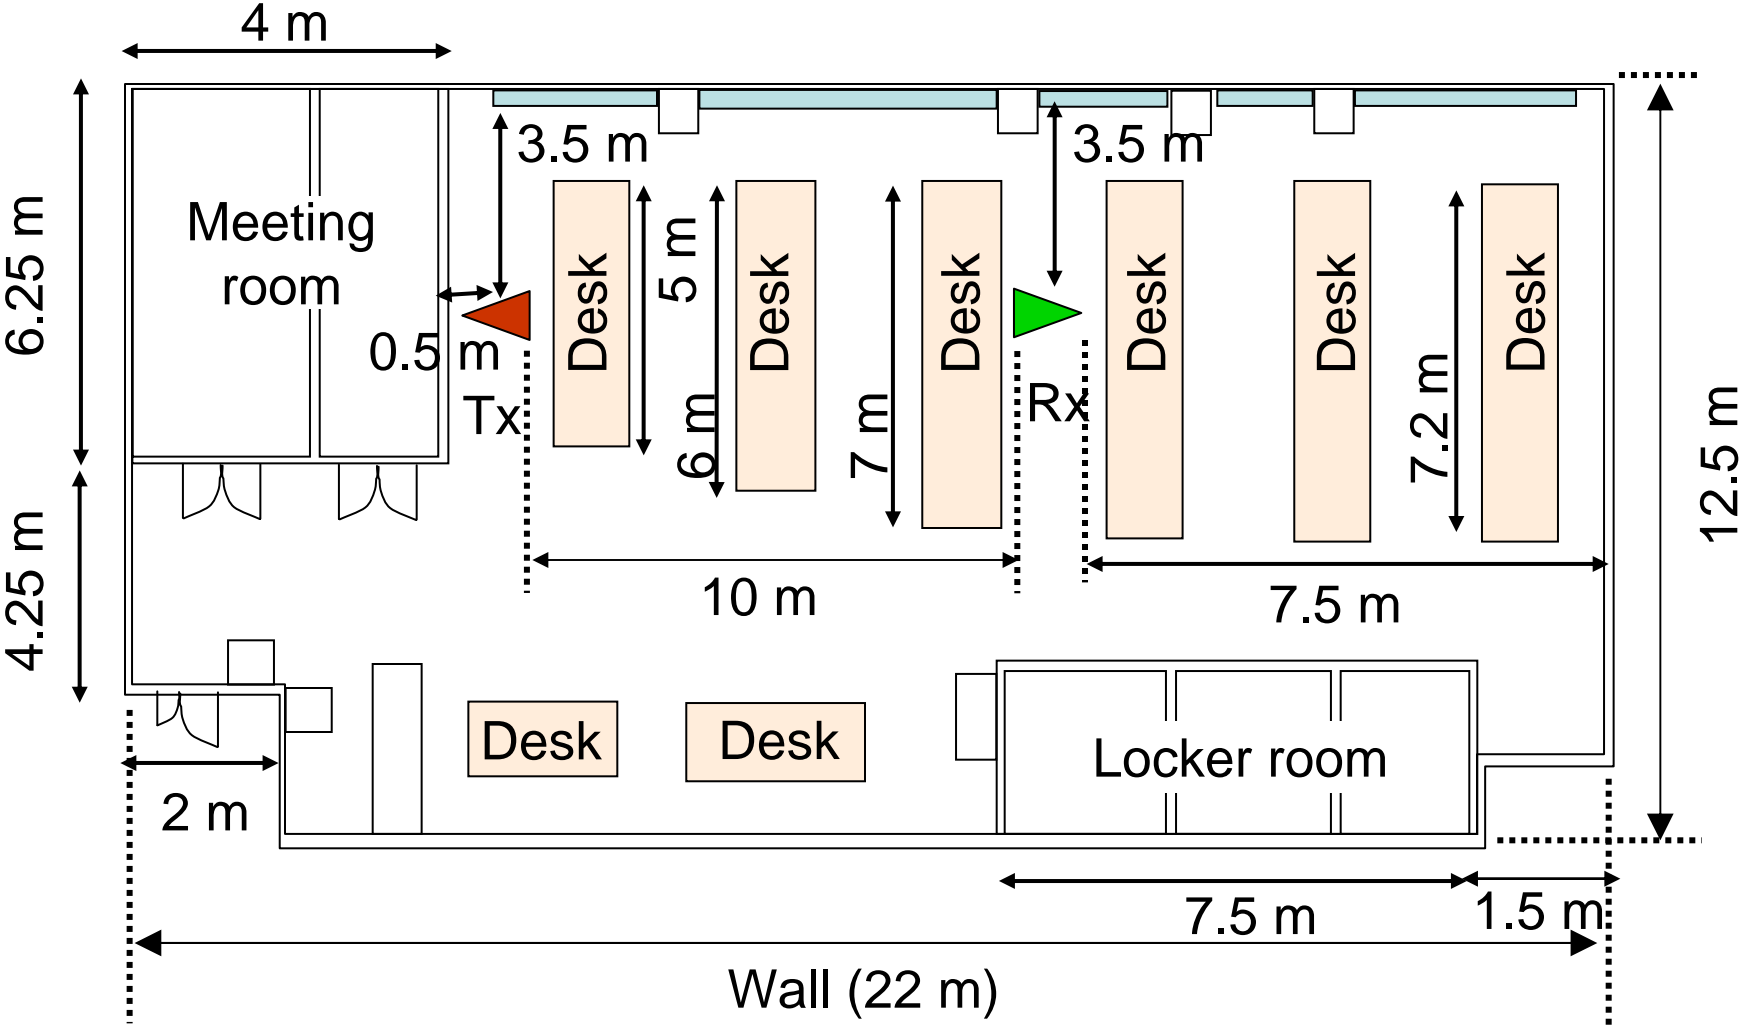 4 m
3.5 m
3.5 m
6.25 m
Meeting
room
Desk
5 m
Desk
Desk
Desk
Desk
Desk
0.5 m
Tx
6 m
7 m
Rx
7.2 m
12.5 m
4.25 m
10 m
7.5 m
Desk
Desk
Locker room
2 m
7.5 m
1.5 m
Wall (22 m)